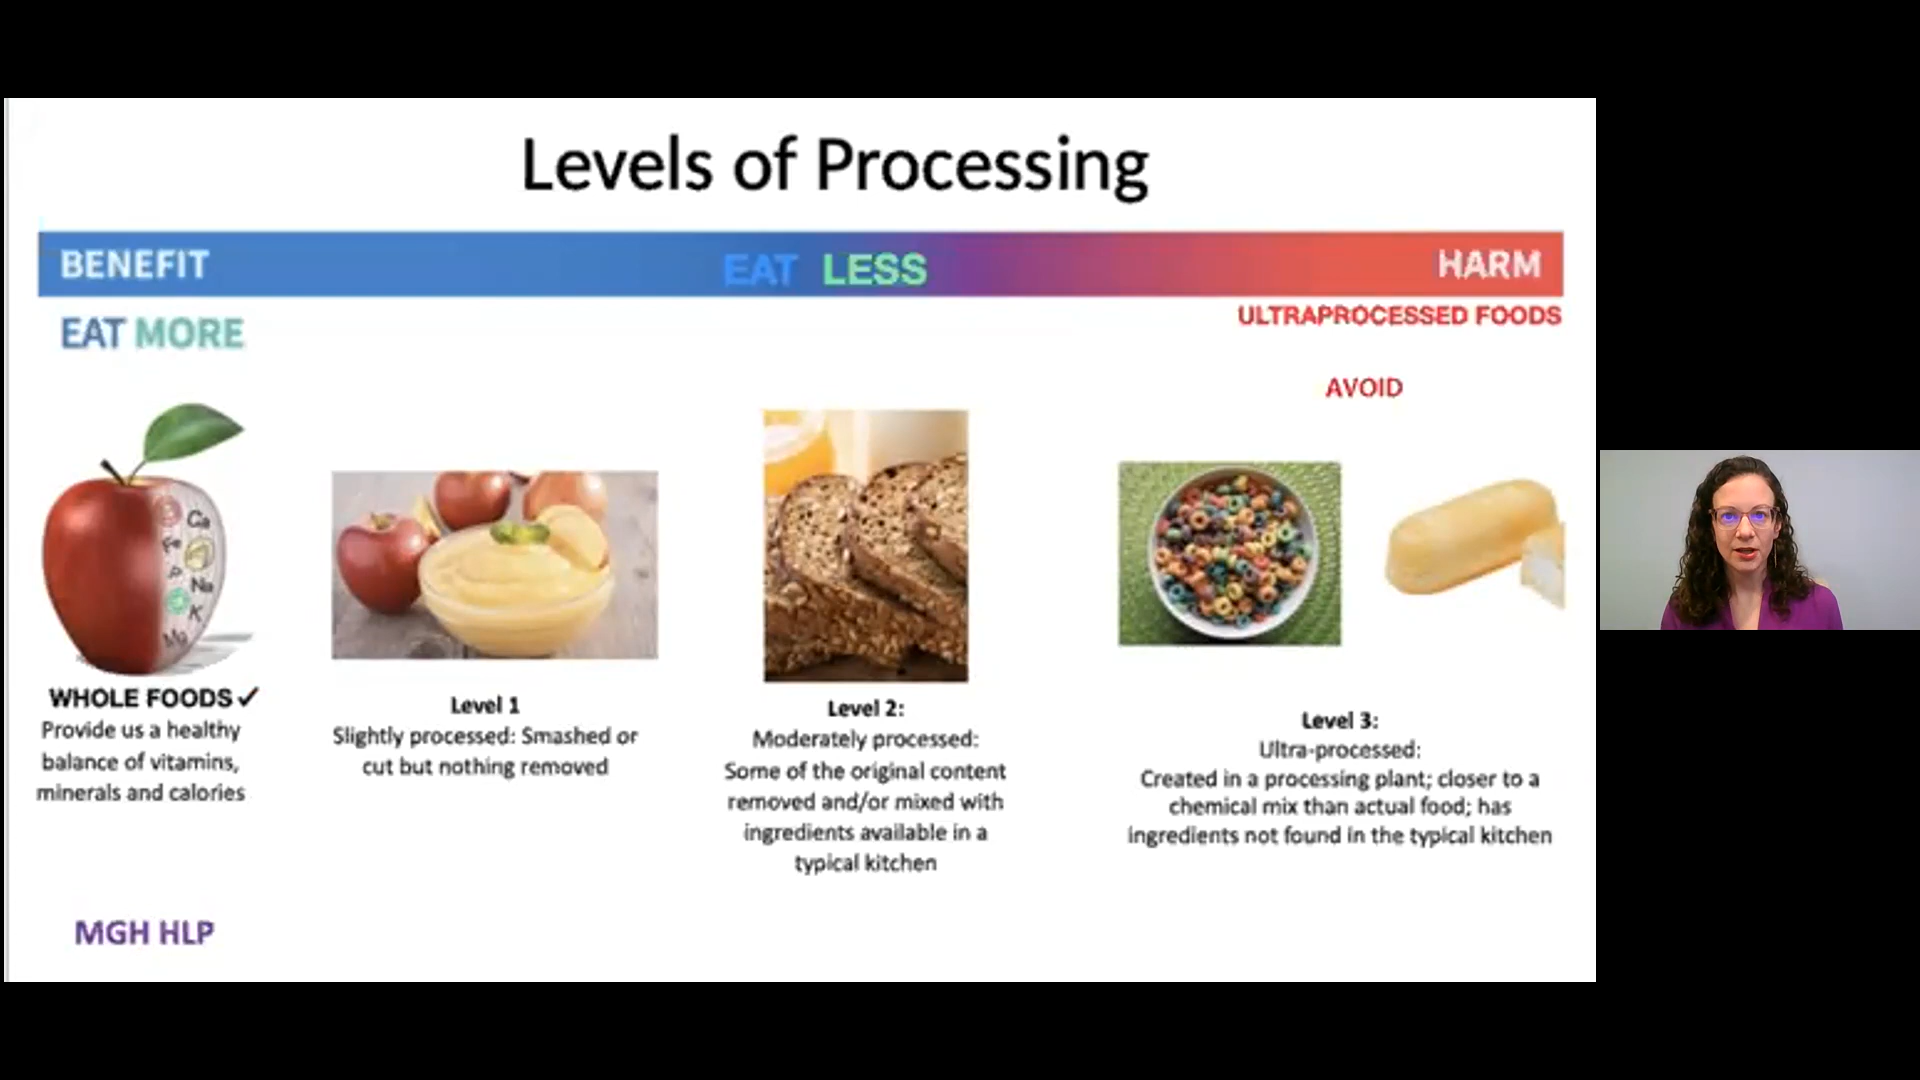 Levels of Processing
BENEFIT
EAT LESS
HARM
EAT MORE
ULTRAPROCESSED FOODS
AVOID
Ca
Fe
P
Na
K
Mg
WHOLE FOODS✓
Provide us a healthy
balance of vitamins,
minerals and calories
Level 1
Slightly processed: Smashed or
cut but nothing removed
Level 2:
Moderately processed:
Some of the original content
removed and/or mixed with
ingredients available in a
typical kitchen
Level 3:
Ultra-processed:
Created in a processing plant; closer to a
chemical mix than actual food; has
ingredients not found in the typical kitchen
MGH HLP